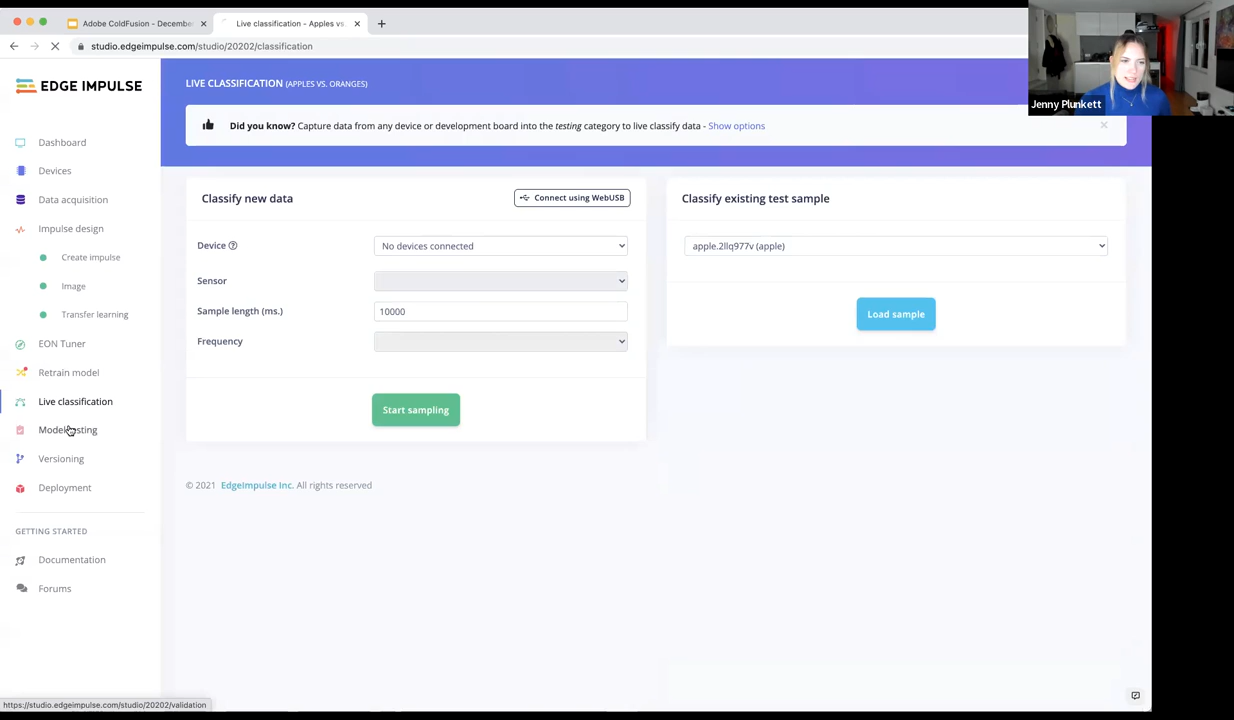 Adobe ColdFusion - Decembe
Live classification - Apples vs.
studio.edgeimpulse.com/studio/20202/classification
EDGE IMPULSE
Dashboard
Devices
Data acquisition
Impulse design
Create impulse
Image
Transfer learning
EON Tuner
Retrain model
Live classification
Model testing
Versioning
Deployment
GETTING STARTED
Documentation
Forums
https://studio.edgeimpulse.com/studio/20202/validation
LIVE CLASSIFICATION (APPLES VS. ORANGES)
Did you know? Capture data from any device or development board into the testing category to live classify data - Show options
Classify new data
Connect using WebUSB
Device
No devices connected
Sensor
Sample length (ms.)
10000
Frequency
Start sampling
Classify existing test sample
apple.2llq977v (apple)
Load sample
© 2021 EdgeImpulse Inc. All rights reserved
Jenny Plunkett